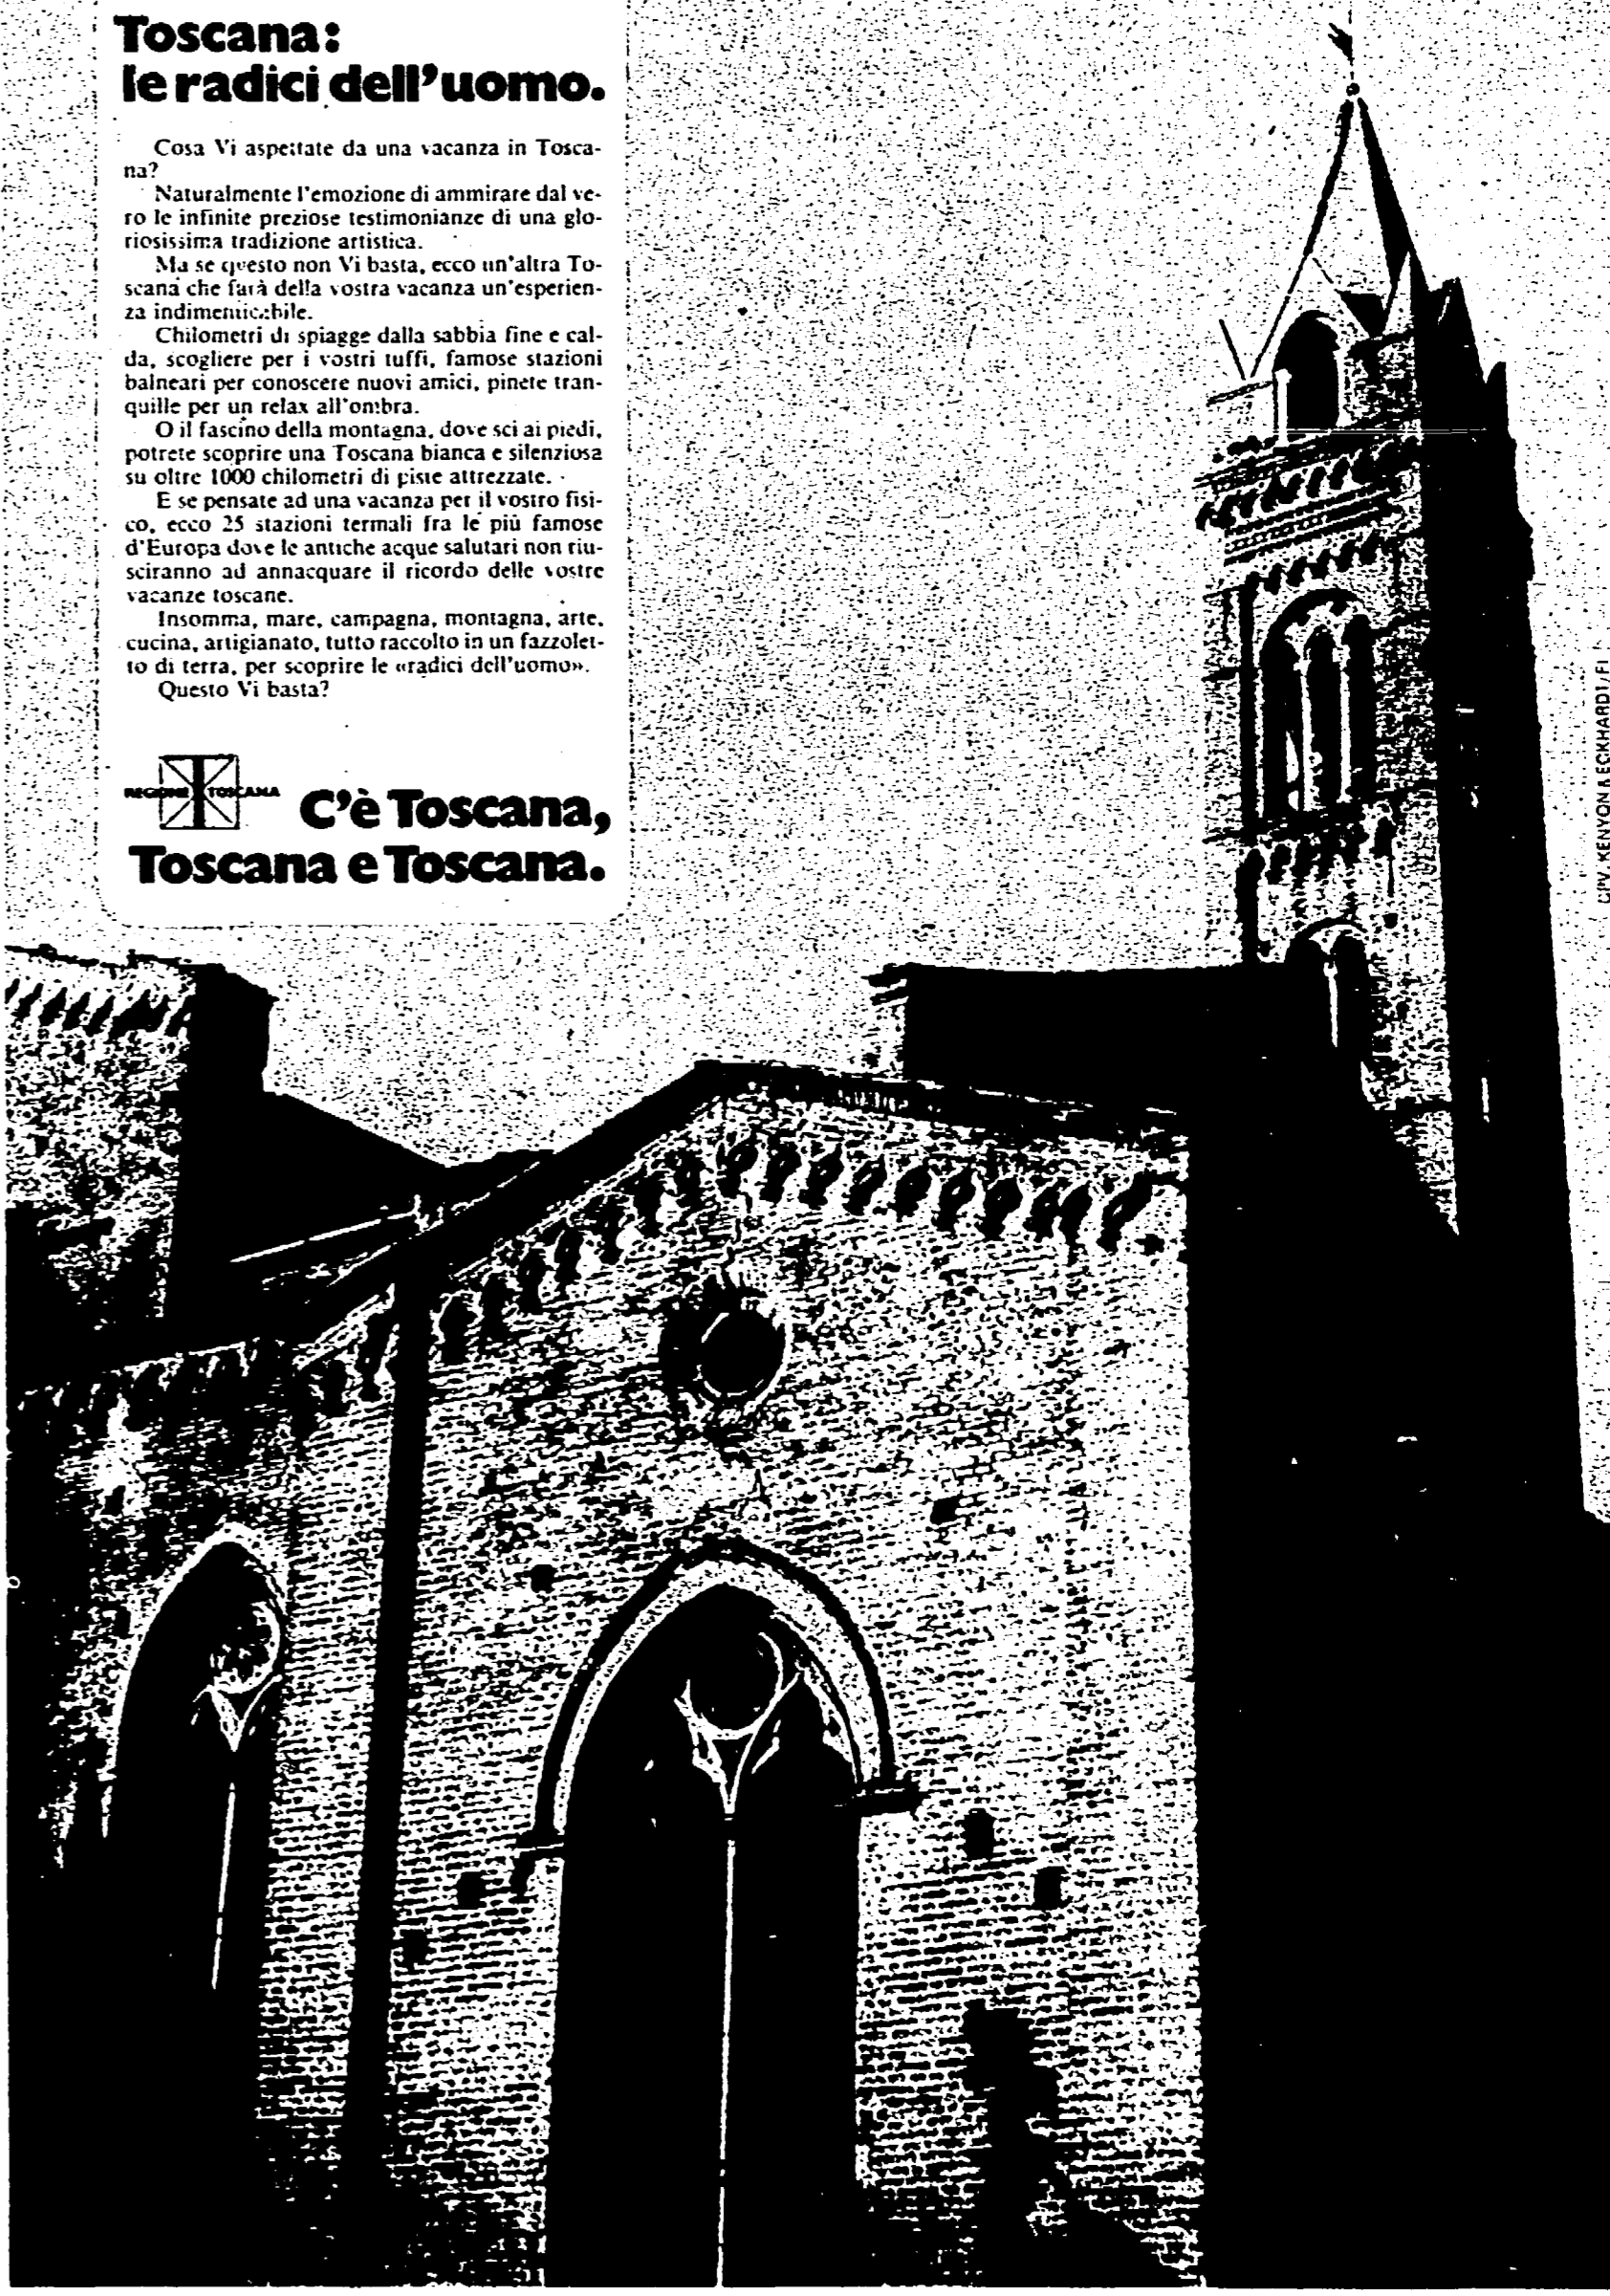 Toscana:
le radici dell'uomo.
Cosa Vi aspettate da una vacanza in Tosca-
na?
Naturalmente l'emozione di ammirare dal ve-
ro le infinite preziose testimonianze di una glo-
riosissima tradizione artistica.
Ma se questo non Vi basta, ecco un'altra To-
scana che farà della vostra vacanza un'esperien-
za indimenticabile.
Chilometri di spiagge dalla sabbia fine e cal-
da, scogliere per i vostri tuffi, famose stazioni
balneari per conoscere nuovi amici, pinete tran-
quille per un relax all'ombra.
O il fascino della montagna, dove sci ai piedi,
potrete scoprire una Toscana bianca e silenziosa
su oltre 1000 chilometri di piste attrezzate.
E se pensate ad una vacanza per il vostro fisi-
co, ecco 25 stazioni termali fra le più famose
d'Europa dove le antiche acque salutari non riu-
sciranno ad annacquare il ricordo delle vostre
vacanze toscane.
Insomma, mare, campagna, montagna, arte,
cucina, artigianato, tutto raccolto in un fazzolet-
to di terra, per scoprire le «radici dell'uomo».
Questo Vi basta?
REGIONE TOSCANA
C'è Toscana,
Toscana e Toscana.
KENYON & ECKHARDT/FI